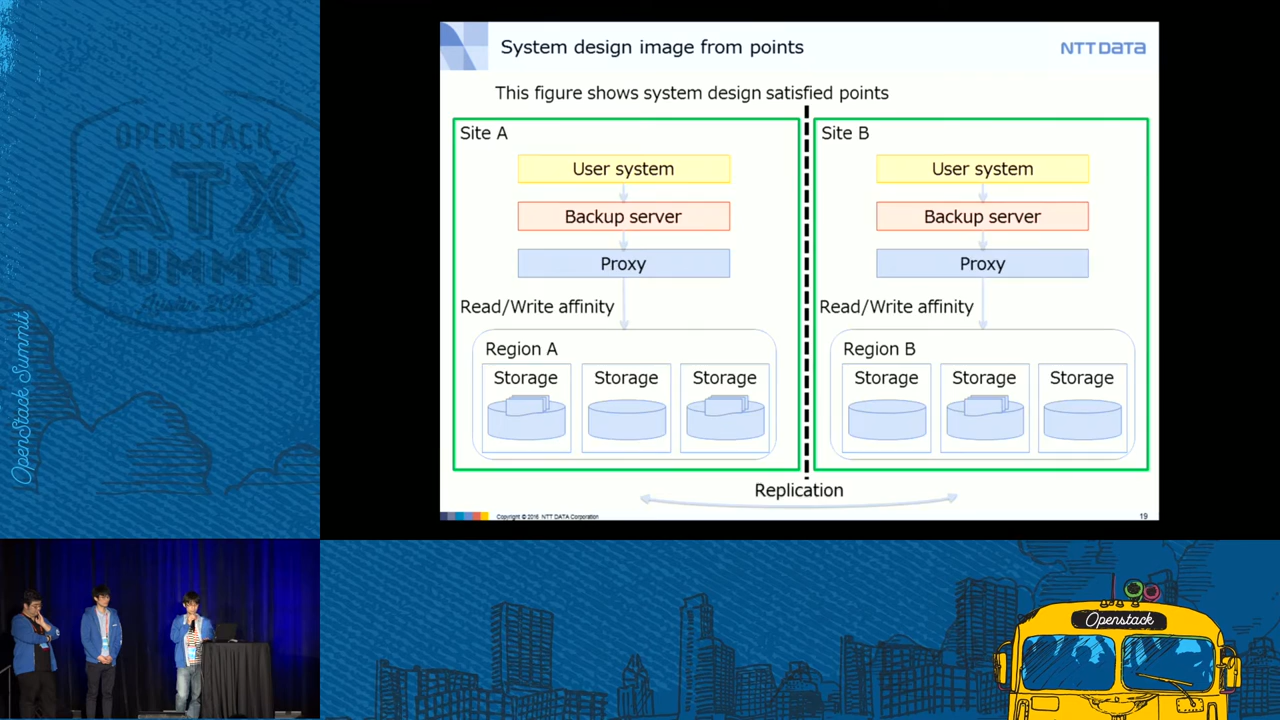 OPENSTACK
ATX
SUMMIT
Austin 2016
OpenStack Summit
System design image from points
NTT DATA
This figure shows system design satisfied points
Site A
User system
Backup server
Proxy
Read/Write affinity
Region A
Storage
Storage
Storage
Site B
User system
Backup server
Proxy
Read/Write affinity
Region B
Storage
Storage
Storage
Replication
Copyright © 2016 NTT DATA Corporation
19
Openstack